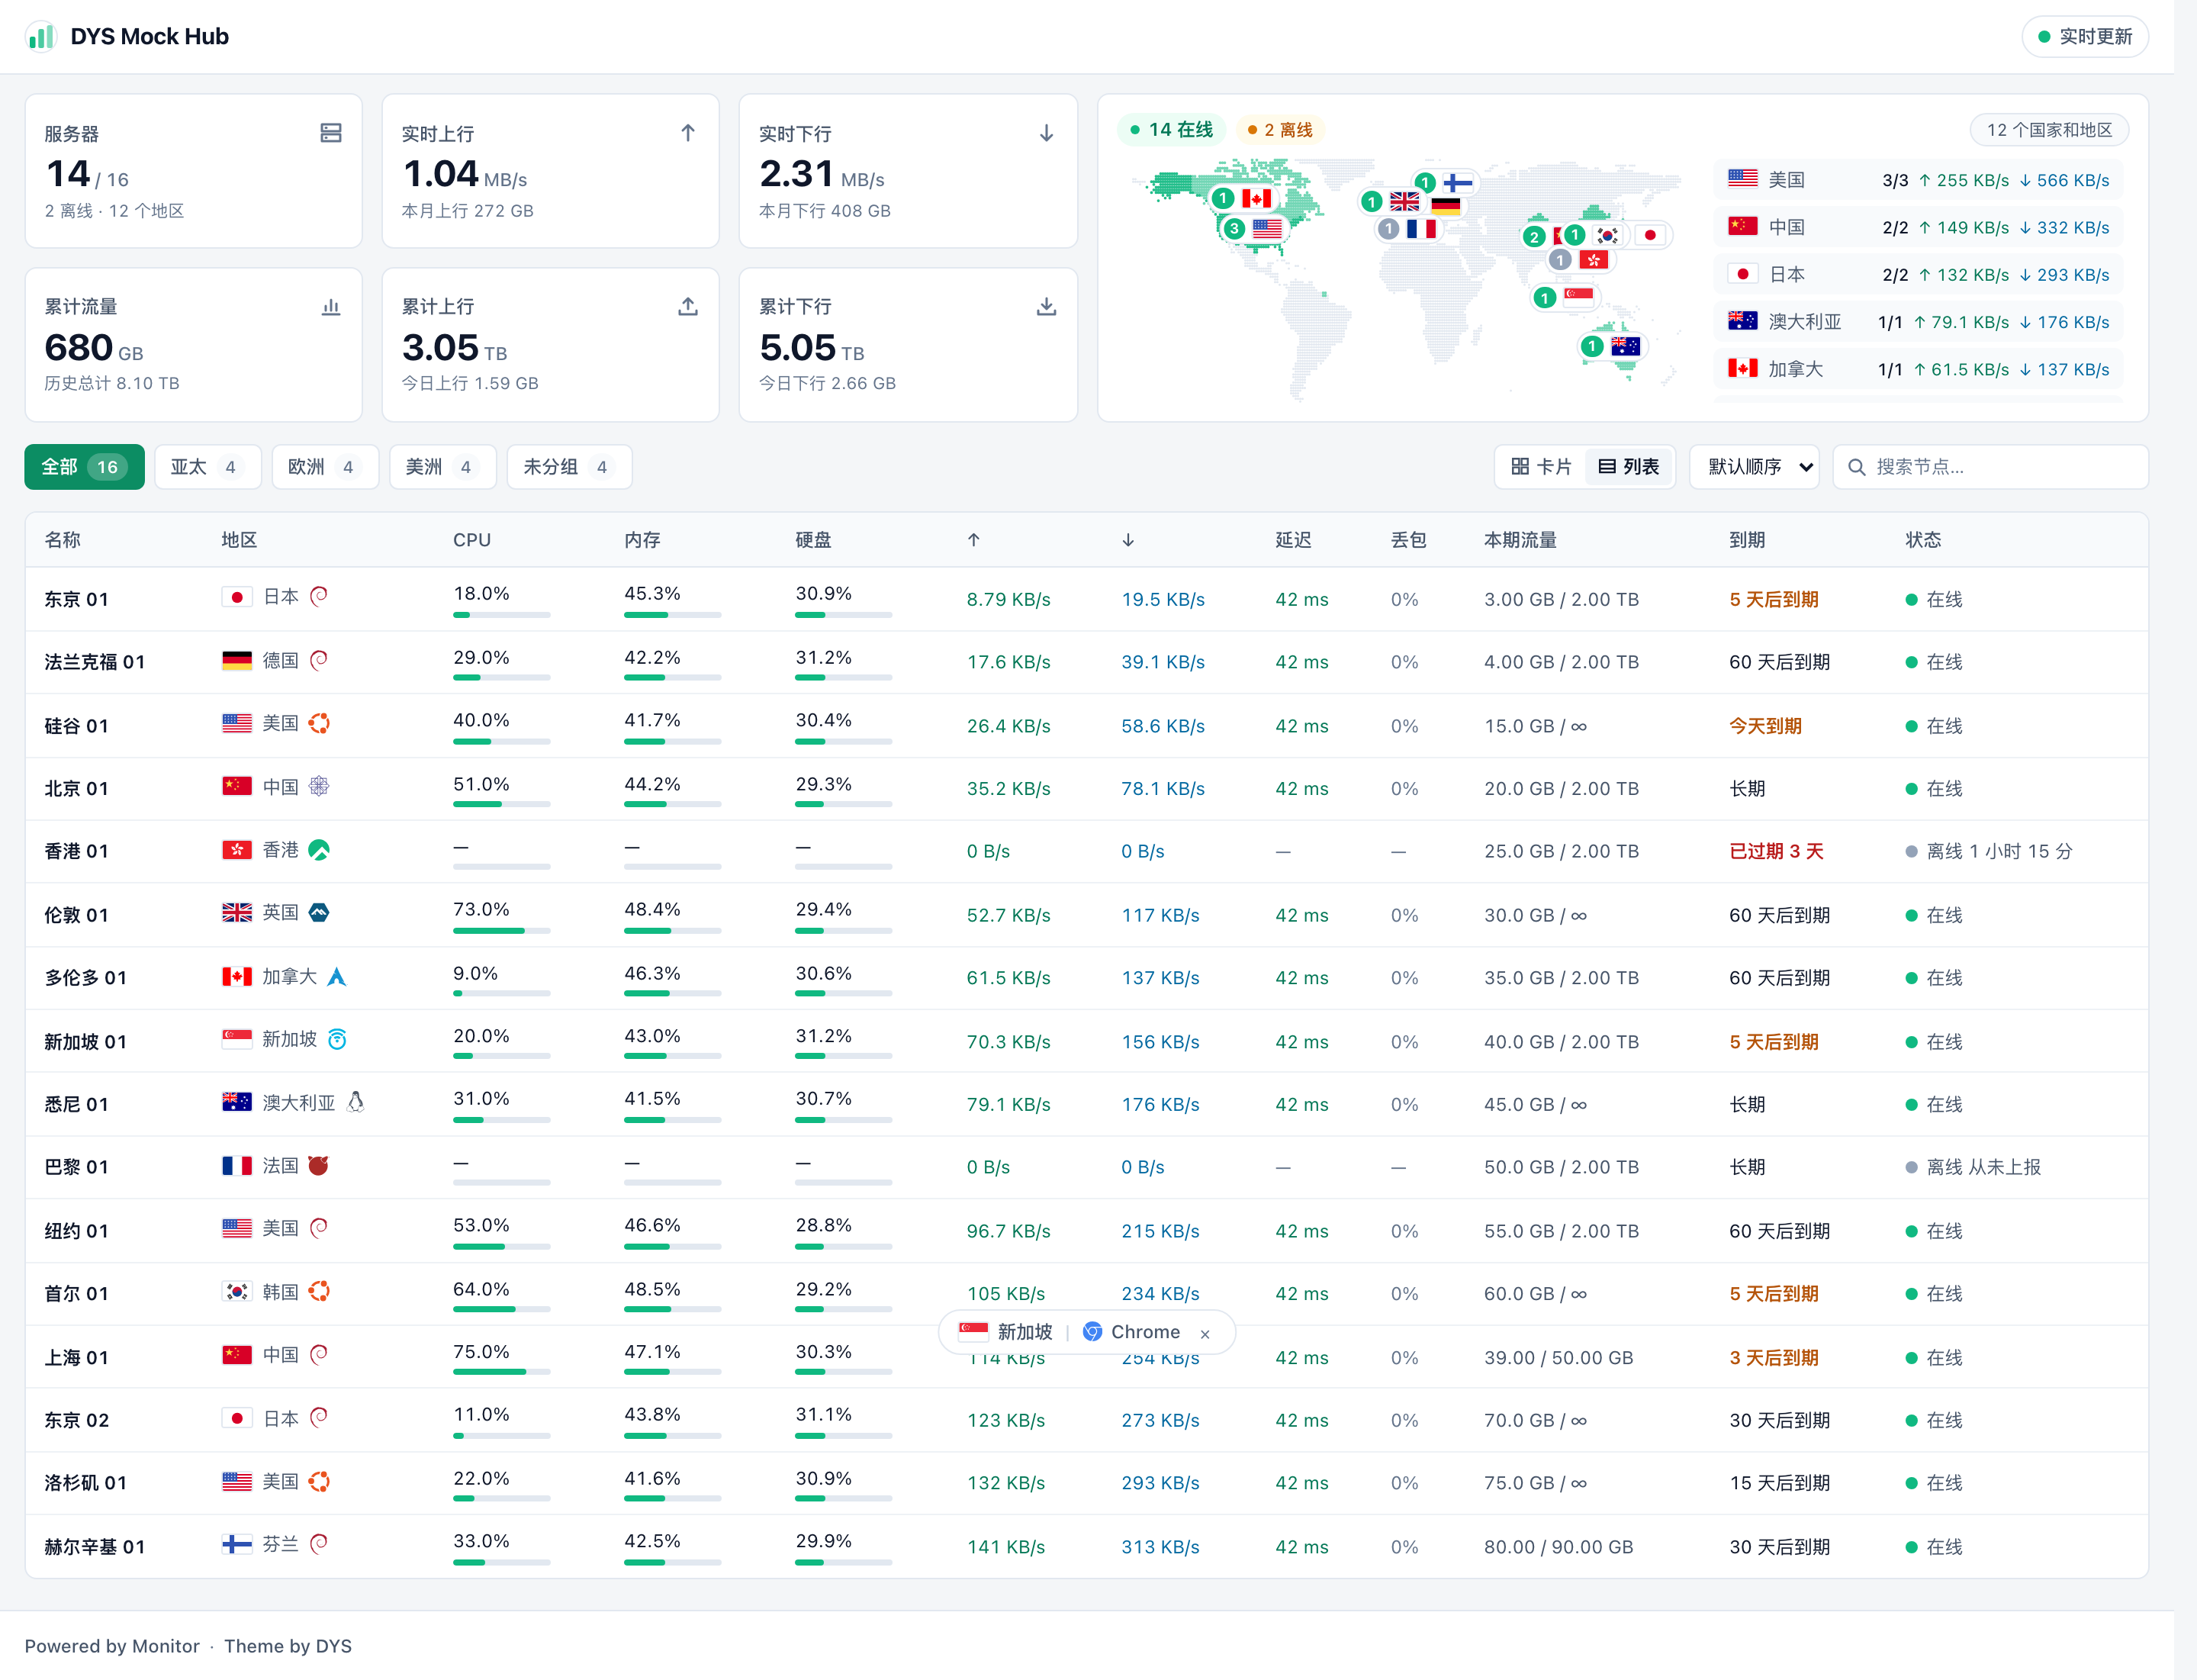 DYS Mock Hub
实时更新
服务器
14 / 16
2 离线 · 12 个地区
实时上行
1.04 MB/s
本月上行 272 GB
实时下行
2.31 MB/s
本月下行 408 GB
累计流量
680 GB
历史总计 8.10 TB
累计上行
3.05 TB
今日上行 1.59 GB
累计下行
5.05 TB
今日下行 2.66 GB
14 在线
2 离线
12 个国家和地区
1
3
1
1
1
2
1
1
1
1
美国 3/3 ↑ 255 KB/s ↓ 566 KB/s
中国 2/2 ↑ 149 KB/s ↓ 332 KB/s
日本 2/2 ↑ 132 KB/s ↓ 293 KB/s
澳大利亚 1/1 ↑ 79.1 KB/s ↓ 176 KB/s
加拿大 1/1 ↑ 61.5 KB/s ↓ 137 KB/s
全部 16 亚太 4 欧洲 4 美洲 4 未分组 4
卡片 列表 默认顺序 搜索节点...
名称 地区 CPU 内存 硬盘 ↑ ↓ 延迟 丢包 本期流量 到期 状态
东京 01 日本 18.0% 45.3% 30.9% 8.79 KB/s 19.5 KB/s 42 ms 0% 3.00 GB / 2.00 TB 5 天后到期 在线
法兰克福 01 德国 29.0% 42.2% 31.2% 17.6 KB/s 39.1 KB/s 42 ms 0% 4.00 GB / 2.00 TB 60 天后到期 在线
硅谷 01 美国 40.0% 41.7% 30.4% 26.4 KB/s 58.6 KB/s 42 ms 0% 15.0 GB / ∞ 今天到期 在线
北京 01 中国 51.0% 44.2% 29.3% 35.2 KB/s 78.1 KB/s 42 ms 0% 20.0 GB / 2.00 TB 长期 在线
香港 01 香港 — — — 0 B/s 0 B/s — — 25.0 GB / 2.00 TB 已过期 3 天 离线 1 小时 15 分
伦敦 01 英国 73.0% 48.4% 29.4% 52.7 KB/s 117 KB/s 42 ms 0% 30.0 GB / ∞ 60 天后到期 在线
多伦多 01 加拿大 9.0% 46.3% 30.6% 61.5 KB/s 137 KB/s 42 ms 0% 35.0 GB / 2.00 TB 60 天后到期 在线
新加坡 01 新加坡 20.0% 43.0% 31.2% 70.3 KB/s 156 KB/s 42 ms 0% 40.0 GB / 2.00 TB 5 天后到期 在线
悉尼 01 澳大利亚 31.0% 41.5% 30.7% 79.1 KB/s 176 KB/s 42 ms 0% 45.0 GB / ∞ 长期 在线
巴黎 01 法国 — — — 0 B/s 0 B/s — — 50.0 GB / 2.00 TB 长期 离线 从未上报
纽约 01 美国 53.0% 46.6% 28.8% 96.7 KB/s 215 KB/s 42 ms 0% 55.0 GB / 2.00 TB 60 天后到期 在线
首尔 01 韩国 64.0% 48.5% 29.2% 105 KB/s 234 KB/s 42 ms 0% 60.0 GB / ∞ 5 天后到期 在线
新加坡 | Chrome ×
上海 01 中国 75.0% 47.1% 30.3% 114 KB/s 254 KB/s 42 ms 0% 39.00 / 50.00 GB 3 天后到期 在线
东京 02 日本 11.0% 43.8% 31.1% 123 KB/s 273 KB/s 42 ms 0% 70.0 GB / ∞ 30 天后到期 在线
洛杉矶 01 美国 22.0% 41.6% 30.9% 132 KB/s 293 KB/s 42 ms 0% 75.0 GB / ∞ 15 天后到期 在线
赫尔辛基 01 芬兰 33.0% 42.5% 29.9% 141 KB/s 313 KB/s 42 ms 0% 80.00 / 90.00 GB 30 天后到期 在线
Powered by Monitor · Theme by DYS